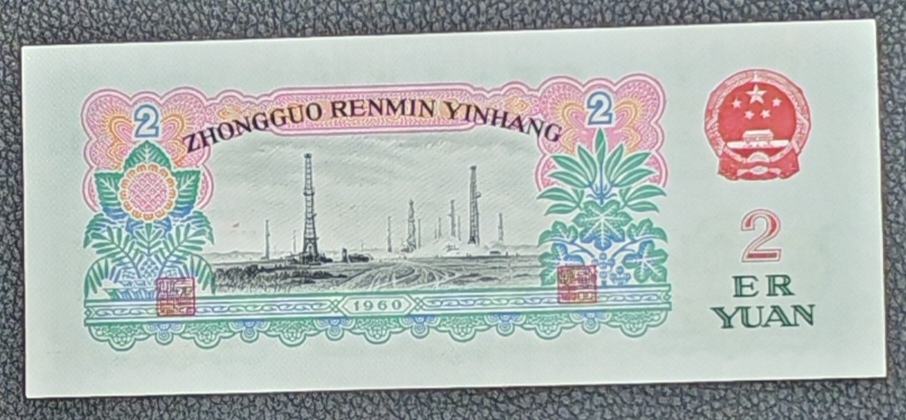 2
2
ZHONGGUO RENMIN YINHANG
1960
2
ER
YUAN